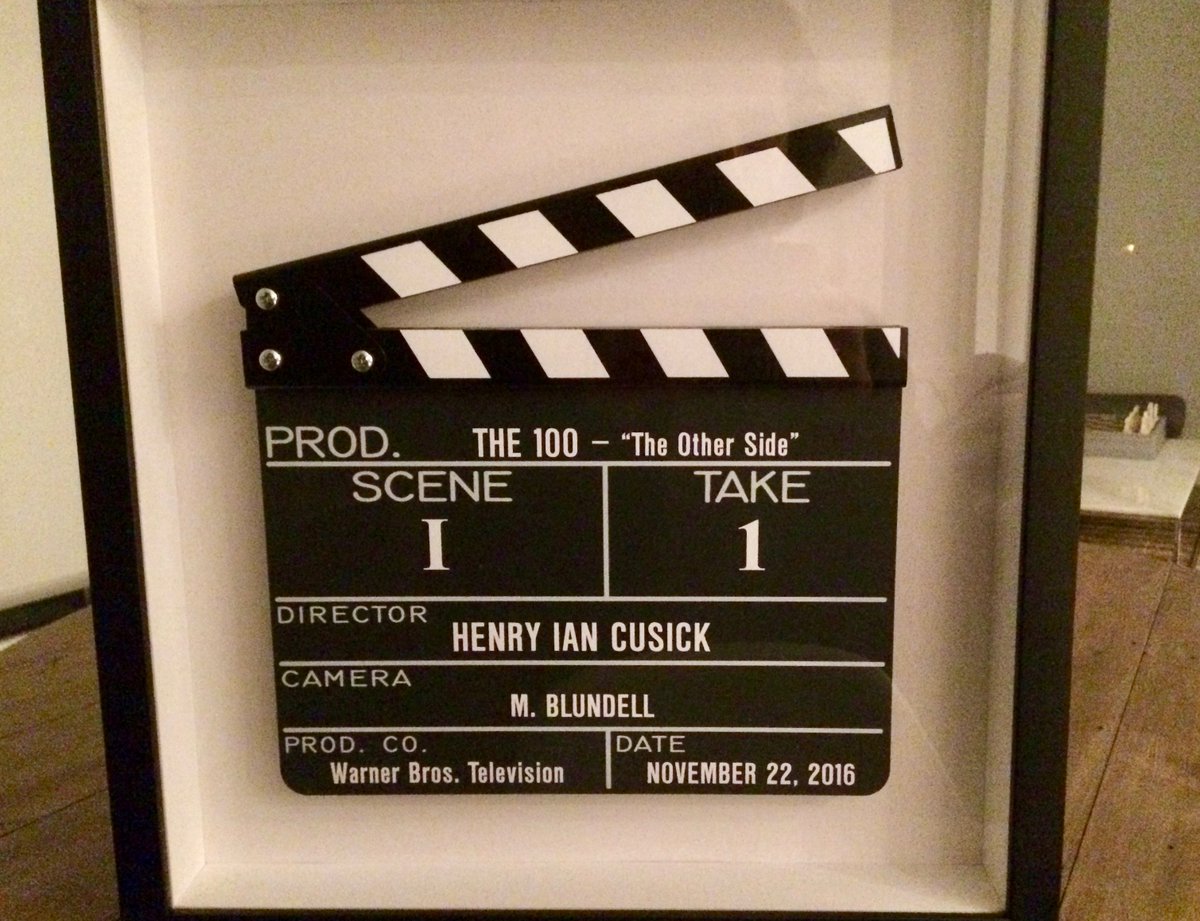 PROD. THE 100 – "The Other Side"
SCENE TAKE
I 1
DIRECTOR
HENRY IAN CUSICK
CAMERA
M. BLUNDELL
PROD. CO. DATE
Warner Bros. Television NOVEMBER 22, 2016